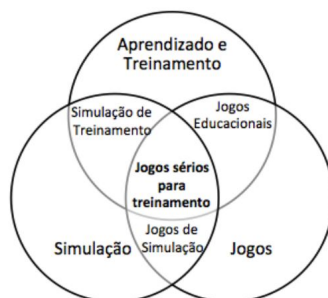 Aprendizado e
Treinamento
Simulação de
Treinamento
Jogos
Educacionais
Jogos sérios
para
treinamento
Jogos de
Simulação
Simulação
Jogos